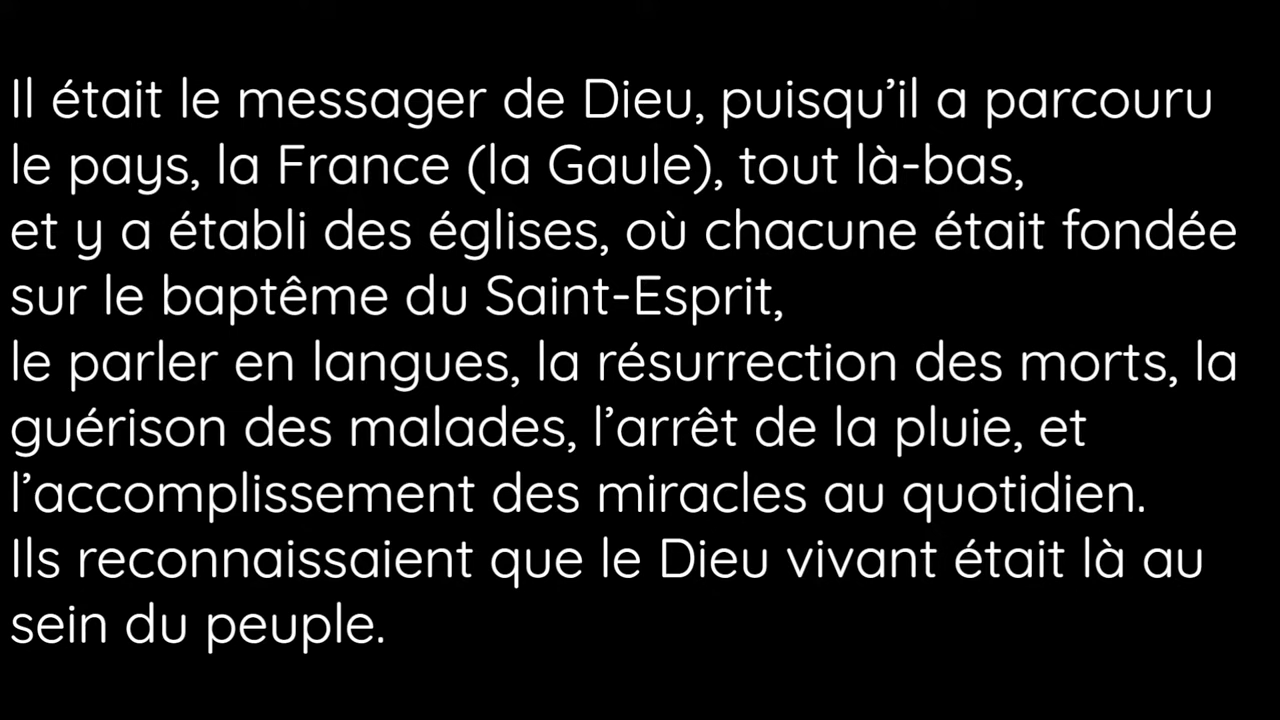 Il était le messager de Dieu, puisqu’il a parcouru
le pays, la France (la Gaule), tout là-bas,
et y a établi des églises, où chacune était fondée
sur le baptême du Saint-Esprit,
le parler en langues, la résurrection des morts, la
guérison des malades, l’arrêt de la pluie, et
l’accomplissement des miracles au quotidien.
Ils reconnaissaient que le Dieu vivant était là au
sein du peuple.